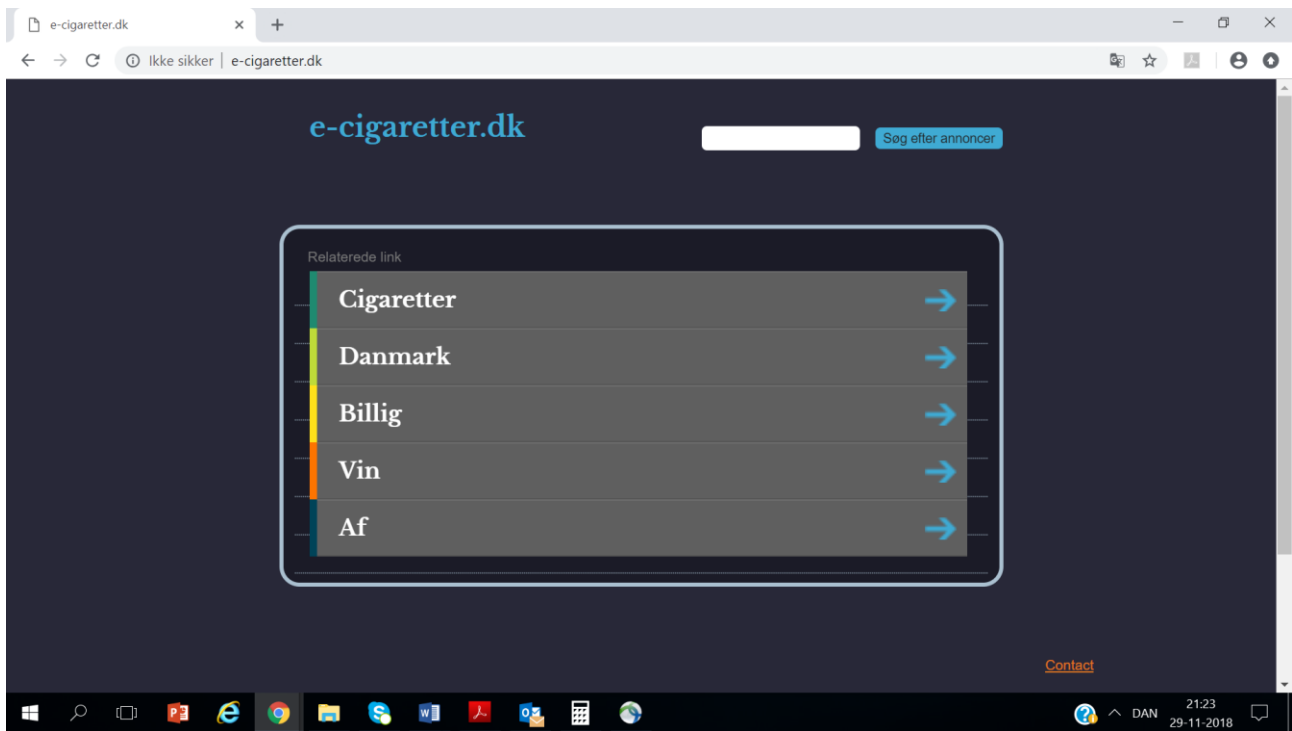 e-cigaretter.dk
Ikke sikker | e-cigaretter.dk
e-cigaretter.dk
Søg efter annoncer
Relaterede link
Cigaretter
Danmark
Billig
Vin
Af
Contact
DAN
21:23
29-11-2018